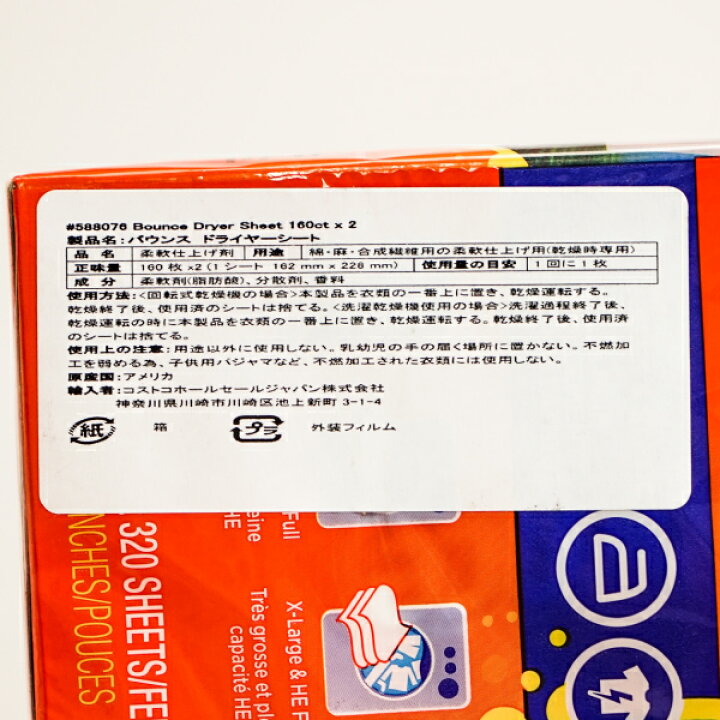 #588076 Bounce Dryer Sheet 160ct x 2
製品名:バウンス ドライヤーシート
品 名 柔軟仕上げ剤 用途 綿・麻・合成繊維用の柔軟仕上げ用(乾燥時専用)
正味量 160枚 x2(1シート 162mm x 228mm) 使用量の目安 1回に1枚
成 分 柔軟剤(脂肪酸)、分散剤、香料
使用方法:<回転式乾燥機の場合>本製品を衣類の一番上に置き、乾燥運転する。
乾燥終了後、使用済のシートは捨てる。<洗濯乾燥機使用の場合>洗濯過程終了後、
乾燥運転の時に本製品を衣類の一番上に置き、乾燥運転する。乾燥終了後、使用済
のシートは捨てる。
使用上の注意:用途以外に使用しない。乳幼児の手の届く場所に置かない。不燃加
工を弱める為、子供用パジャマなど、不燃加工された衣類には使用しない。
原産国:アメリカ
輸入者:コストコホールセールジャパン株式会社
神奈川県川崎市川崎区池上新町 3-1-4
紙 箱 プラ 外装フィルム
320 SHEETS/FE
NCHES/POUCES
Full
eine
HE
X-Large & HE F
Très grosse et pl
capacité HE
a